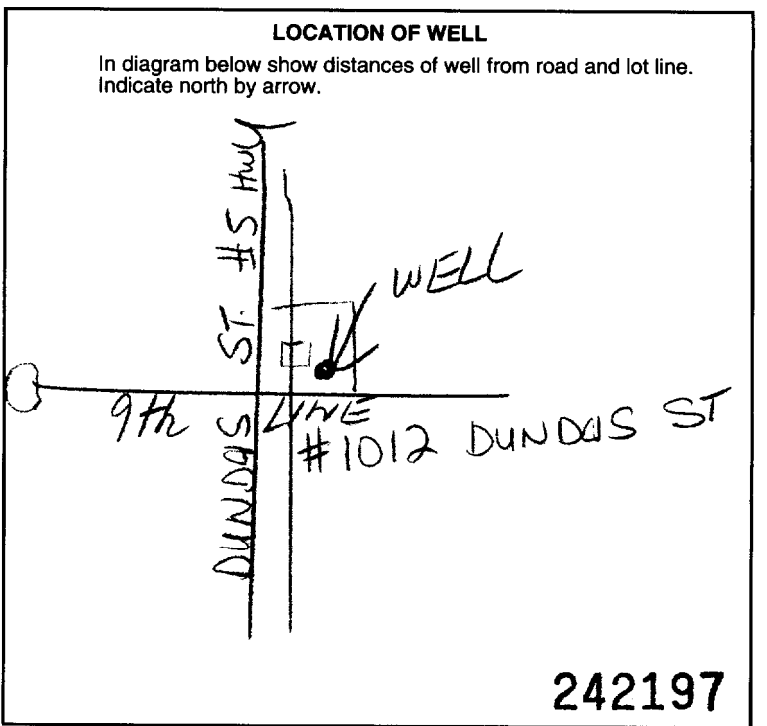 LOCATION OF WELL
In diagram below show distances of well from road and lot line.
Indicate north by arrow.
DUNDAS ST. #5 HWY
WELL
9th LINE
#1012 DUNDAS ST
242197